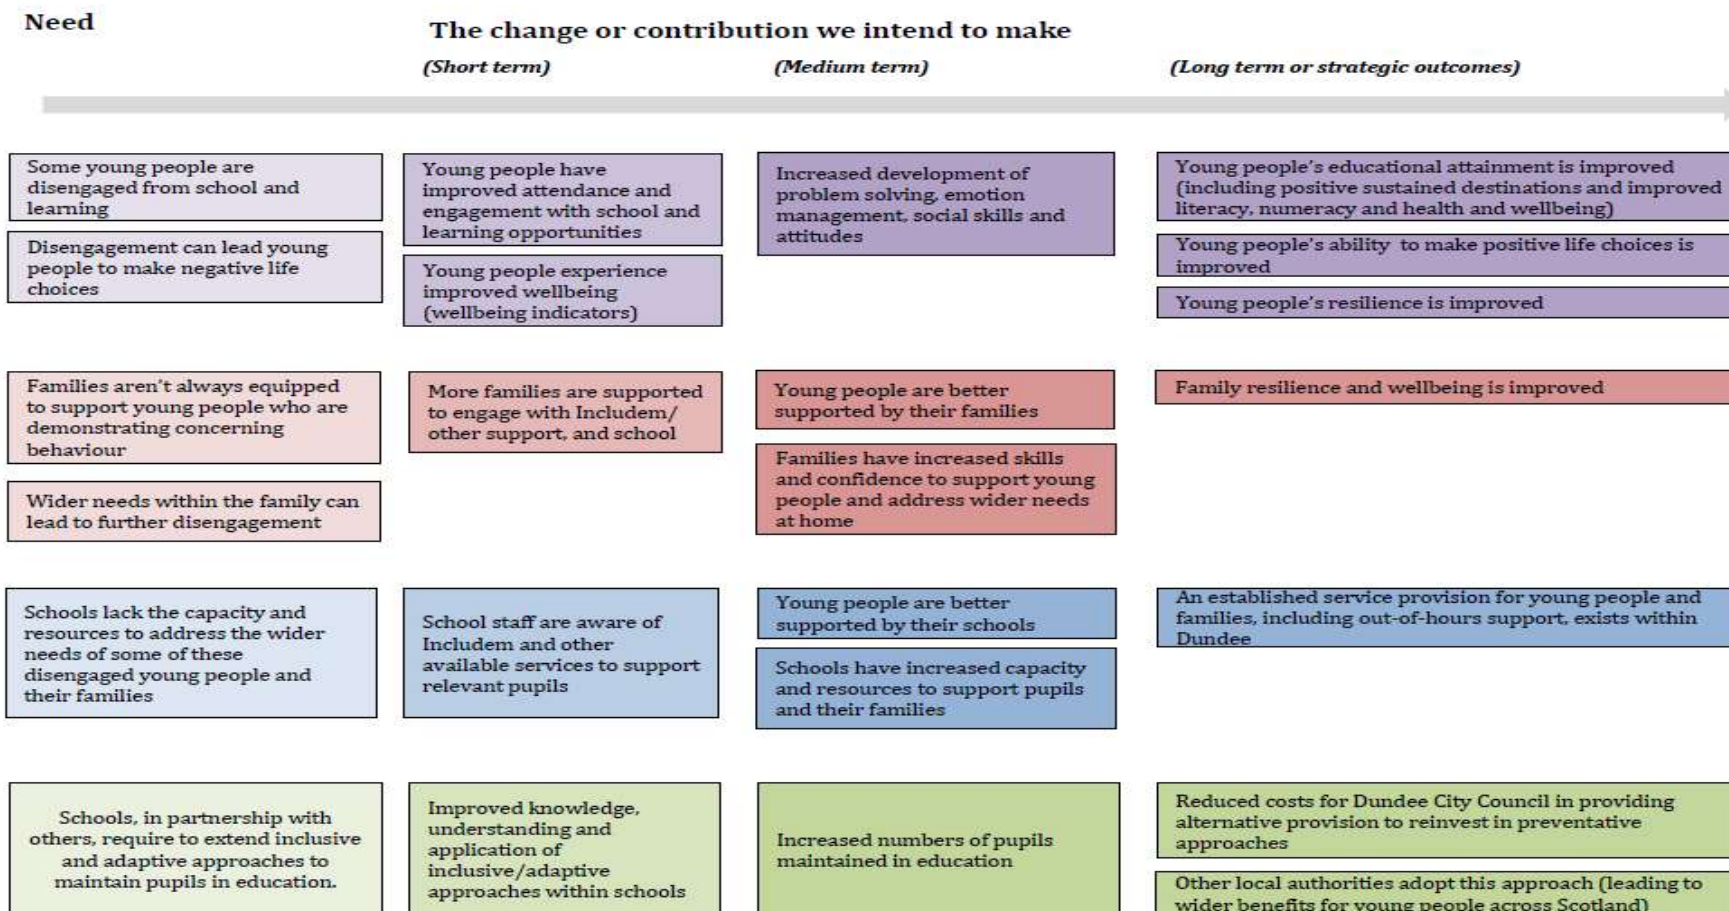 Need
The change or contribution we intend to make
(Short term)
(Medium term)
(Long term or strategic outcomes)
Some young people are
disengaged from school and
learning
Disengagement can lead young
people to make negative life
choices
Young people have
improved attendance and
engagement with school and
learning opportunities
Young people experience
improved wellbeing
(wellbeing indicators)
Increased development of
problem solving, emotion
management, social skills and
attitudes
Young people's educational attainment is improved
(including positive sustained destinations and improved
literacy, numeracy and health and wellbeing)
Young people's ability to make positive life choices is
improved
Young people's resilience is improved
Families aren't always equipped
to support young people who are
demonstrating concerning
behaviour
Wider needs within the family can
lead to further disengagement
More families are supported
to engage with Includem/
other support, and school
Young people are better
supported by their families
Families have increased skills
and confidence to support young
people and address wider needs
at home
Family resilience and wellbeing is improved
Schools lack the capacity and
resources to address the wider
needs of some of these
disengaged young people and
their families
School staff are aware of
Includem and other
available services to support
relevant pupils
Young people are better
supported by their schools
Schools have increased capacity
and resources to support pupils
and their families
An established service provision for young people and
families, including out-of-hours support, exists within
Dundee
Schools, in partnership with
others, require to extend inclusive
and adaptive approaches to
maintain pupils in education.
Improved knowledge,
understanding and
application of
inclusive/adaptive
approaches within schools
Increased numbers of pupils
maintained in education
Reduced costs for Dundee City Council in providing
alternative provision to reinvest in preventative
approaches
Other local authorities adopt this approach (leading to
wider benefits for young people across Scotland)